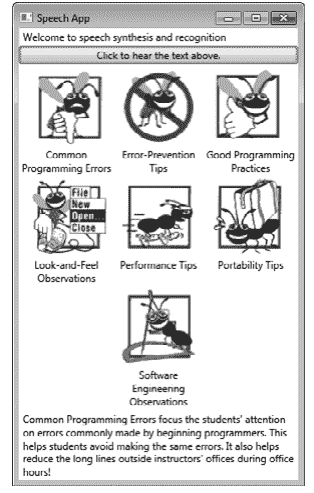 Speech App
Welcome to speech synthesis and recognition
Click to hear the text above.
Common
Programming Errors
Error-Prevention
Tips
Good Programming
Practices
File
New
Open...
Close
Look-and-Feel
Observations
Performance Tips
Portability Tips
Software
Engineering
Observations
Common Programming Errors focus the students' attention
on errors commonly made by beginning programmers. This
helps students avoid making the same errors. It also helps
reduce the long lines outside instructors' offices during office
hours!